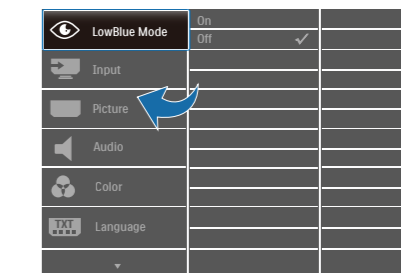 LowBlue Mode
On
Off
Input
Picture
Audio
Color
TXT
Language